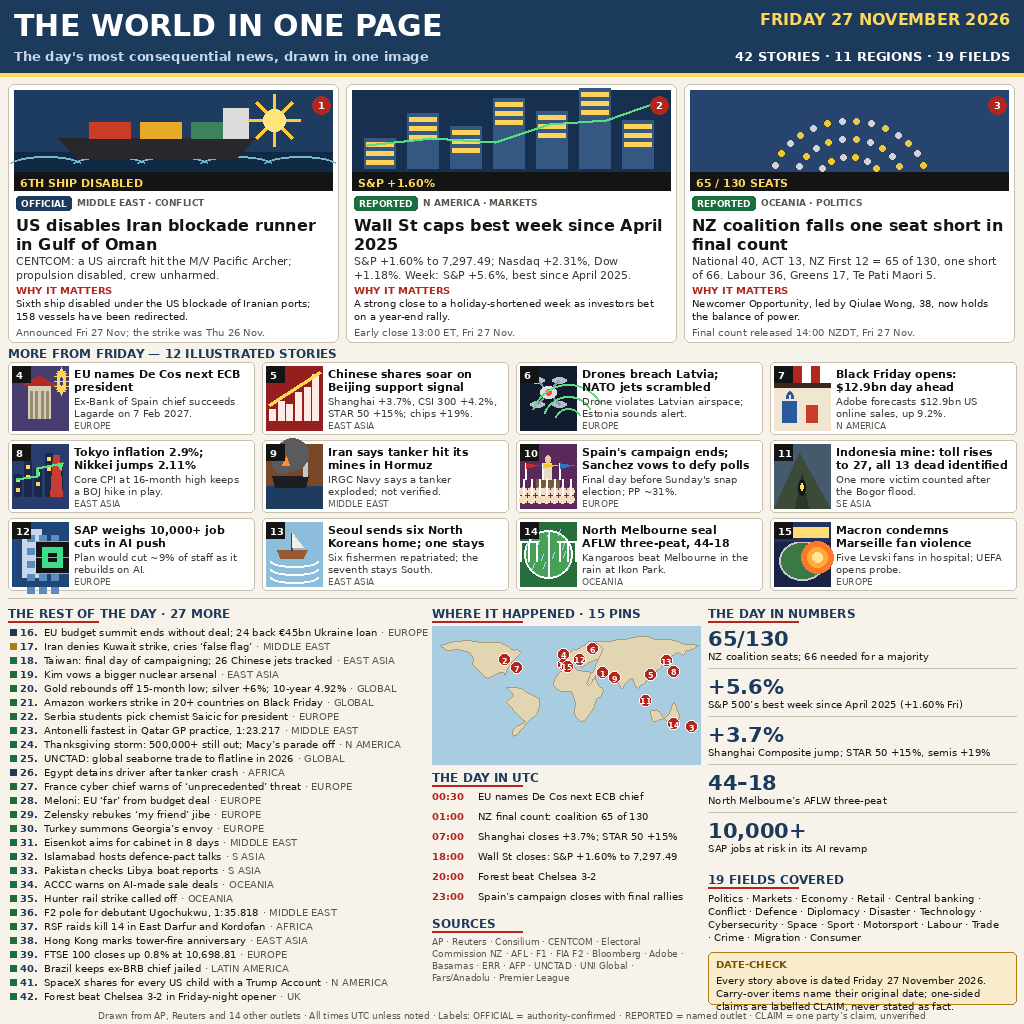 THE WORLD IN ONE PAGE
FRIDAY 27 NOVEMBER 2026
The day's most consequential news, drawn in one image
42 STORIES · 11 REGIONS · 19 FIELDS
1
6TH SHIP DISABLED
OFFICIAL MIDDLE EAST · CONFLICT
US disables Iran blockade runner
in Gulf of Oman
CENTCOM: a US aircraft hit the M/V Pacific Archer;
propulsion disabled, crew unharmed.
WHY IT MATTERS
Sixth ship disabled under the US blockade of Iranian ports;
158 vessels have been redirected.
Announced Fri 27 Nov; the strike was Thu 26 Nov.
2
S&P +1.60%
REPORTED N AMERICA · MARKETS
Wall St caps best week since April
2025
S&P +1.60% to 7,297.49; Nasdaq +2.31%, Dow
+1.18%. Week: S&P +5.6%, best since April 2025.
WHY IT MATTERS
A strong close to a holiday-shortened week as investors bet
on a year-end rally.
Early close 13:00 ET, Fri 27 Nov.
3
65 / 130 SEATS
REPORTED OCEANIA · POLITICS
NZ coalition falls one seat short in
final count
National 40, ACT 13, NZ First 12 = 65 of 130, one short
of 66. Labour 36, Greens 17, Te Pati Maori 5.
WHY IT MATTERS
Newcomer Opportunity, led by Qiulae Wong, 38, now holds
the balance of power.
Final count released 14:00 NZDT, Fri 27 Nov.
MORE FROM FRIDAY — 12 ILLUSTRATED STORIES
4
EU names De Cos next ECB
president
Ex-Bank of Spain chief succeeds
Lagarde on 7 Feb 2027.
EUROPE
5
Chinese shares soar on
Beijing support signal
Shanghai +3.7%, CSI 300 +4.2%,
STAR 50 +15%; chips +19%.
EAST ASIA
6
Drones breach Latvia;
NATO jets scrambled
Drone violates Latvian airspace;
Estonia sounds alert.
EUROPE
7
Black Friday opens:
$12.9bn day ahead
Adobe forecasts $12.9bn US
online sales, up 9.2%.
N AMERICA
8
Tokyo inflation 2.9%;
Nikkei jumps 2.11%
Core CPI at 16-month high keeps
a BOJ hike in play.
EAST ASIA
9
Iran says tanker hit its
mines in Hormuz
IRGC Navy says a tanker
exploded; not verified.
MIDDLE EAST
10
Spain's campaign ends;
Sanchez vows to defy polls
Final day before Sunday's snap
election; PP ~31%.
EUROPE
11
Indonesia mine: toll rises
to 27, all 13 dead identified
One more victim counted after
the Bogor flood.
SE ASIA
12
SAP weighs 10,000+ job
cuts in AI push
Plan would cut ~9% of staff as it
rebuilds on AI.
EUROPE
13
Seoul sends six North
Koreans home; one stays
Six fishermen repatriated; the
seventh stays South.
EAST ASIA
14
North Melbourne seal
AFLW three-peat, 44-18
Kangaroos beat Melbourne in the
rain at Ikon Park.
OCEANIA
15
Macron condemns
Marseille fan violence
Five Levski fans in hospital; UEFA
opens probe.
EUROPE
THE REST OF THE DAY · 27 MORE
16. EU budget summit ends without deal; 24 back €45bn Ukraine loan · EUROPE
17. Iran denies Kuwait strike, cries ‘false flag’ · MIDDLE EAST
18. Taiwan: final day of campaigning; 26 Chinese jets tracked · EAST ASIA
19. Kim vows a bigger nuclear arsenal · EAST ASIA
20. Gold rebounds off 15-month low; silver +6%; 10-year 4.92% · GLOBAL
21. Amazon workers strike in 20+ countries on Black Friday · GLOBAL
22. Serbia students pick chemist Saicic for president · EUROPE
23. Antonelli fastest in Qatar GP practice, 1:23.217 · MIDDLE EAST
24. Thanksgiving storm: 500,000+ still out; Macy’s parade off · N AMERICA
25. UNCTAD: global seaborne trade to flatline in 2026 · GLOBAL
26. Egypt detains driver after tanker crash · AFRICA
27. France cyber chief warns of ‘unprecedented’ threat · EUROPE
28. Meloni: EU ‘far’ from budget deal · EUROPE
29. Zelensky rebukes ‘my friend’ jibe · EUROPE
30. Turkey summons Georgia’s envoy · EUROPE
31. Eisenkot aims for cabinet in 8 days · MIDDLE EAST
32. Islamabad hosts defence-pact talks · S ASIA
33. Pakistan checks Libya boat reports · S ASIA
34. ACCC warns on AI-made sale deals · OCEANIA
35. Hunter rail strike called off · OCEANIA
36. F2 pole for debutant Ugochukwu, 1:35.818 · MIDDLE EAST
37. RSF raids kill 14 in East Darfur and Kordofan · AFRICA
38. Hong Kong marks tower-fire anniversary · EAST ASIA
39. FTSE 100 closes up 0.8% at 10,698.81 · EUROPE
40. Brazil keeps ex-BRB chief jailed · LATIN AMERICA
41. SpaceX shares for every US child with a Trump Account · N AMERICA
42. Forest beat Chelsea 3-2 in Friday-night opener · UK
WHERE IT HAPPENED · 15 PINS
2 7 4 15 12 6 1 9 5 13 8 11 14 3
THE DAY IN UTC
00:30 EU names De Cos next ECB chief
01:00 NZ final count: coalition 65 of 130
07:00 Shanghai closes +3.7%; STAR 50 +15%
18:00 Wall St closes: S&P +1.60% to 7,297.49
20:00 Forest beat Chelsea 3-2
23:00 Spain’s campaign closes with final rallies
SOURCES
AP · Reuters · Consilium · CENTCOM · Electoral
Commission NZ · AFL · F1 · FIA F2 · Bloomberg · Adobe ·
Basarnas · ERR · AFP · UNCTAD · UNI Global ·
Fars/Anadolu · Premier League
THE DAY IN NUMBERS
65/130
NZ coalition seats; 66 needed for a majority
+5.6%
S&P 500’s best week since April 2025 (+1.60% Fri)
+3.7%
Shanghai Composite jump; STAR 50 +15%, semis +19%
44–18
North Melbourne’s AFLW three-peat
10,000+
SAP jobs at risk in its AI revamp
19 FIELDS COVERED
Politics · Markets · Economy · Retail · Central banking ·
Conflict · Defence · Diplomacy · Disaster · Technology ·
Cybersecurity · Space · Sport · Motorsport · Labour · Trade
· Crime · Migration · Consumer
DATE-CHECK
Every story above is dated Friday 27 November 2026.
Carry-over items name their original date; one-sided
claims are labelled CLAIM, never stated as fact.
Drawn from AP, Reuters and 14 other outlets · All times UTC unless noted · Labels: OFFICIAL = authority-confirmed · REPORTED = named outlet · CLAIM = one party’s claim, unverified